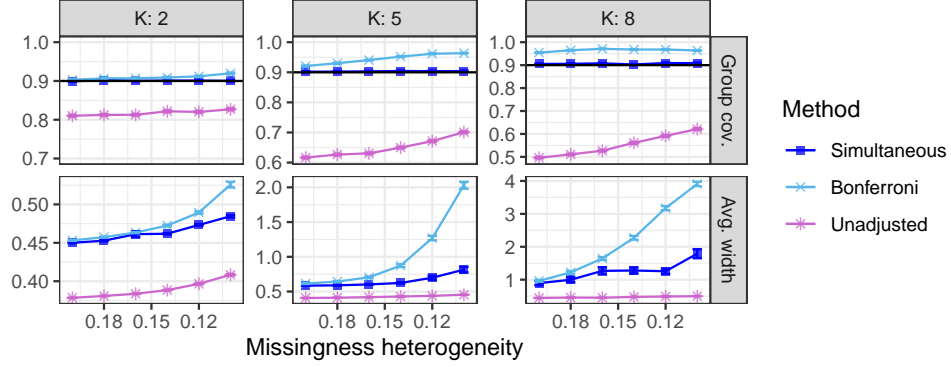 K: 2
K: 5
K: 8
1.0
0.9
0.8
0.7
1.0
0.9
0.8
0.7
0.6
1.0
0.9
0.8
0.7
0.6
0.5
Group cov.
0.50
0.45
0.40
2.0
1.5
1.0
0.5
4
3
2
1
Avg. width
0.18 0.15 0.12
0.18 0.15 0.12
0.18 0.15 0.12
Missingness heterogeneity
Method
Simultaneous
Bonferroni
Unadjusted